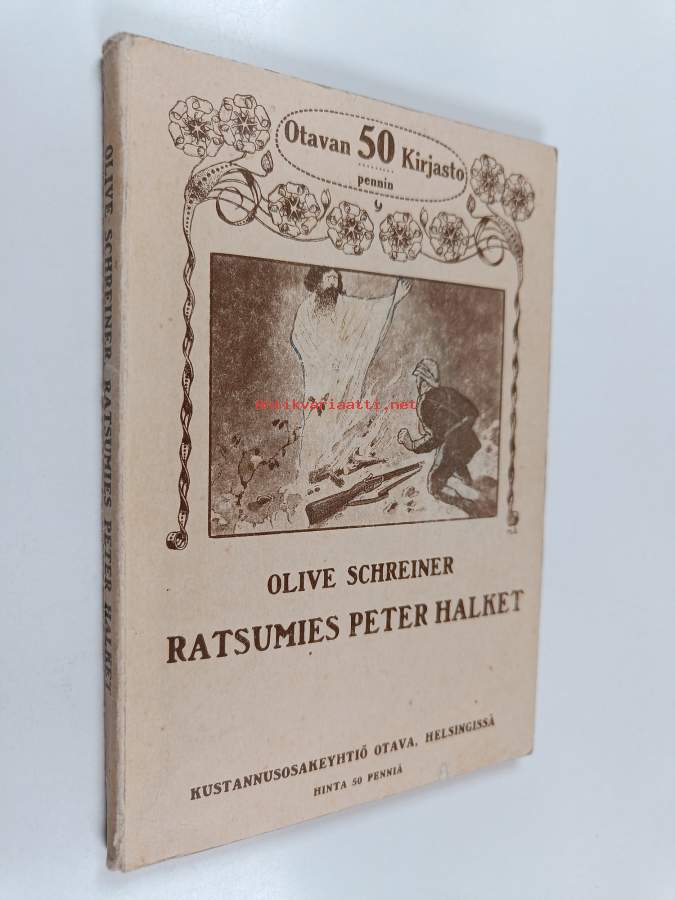 Otavan 50 Kirjasto
pennin
9
antikvariaatti.net
OLIVE SCHREINER
RATSUMIES PETER HALKET
KUSTANNUSOSAKEYHTIÖ OTAVA, HELSINGISSÄ
HINTA 50 PENNIÄ
OLIVE SCHREINER RATSUMIES PETER HALKET